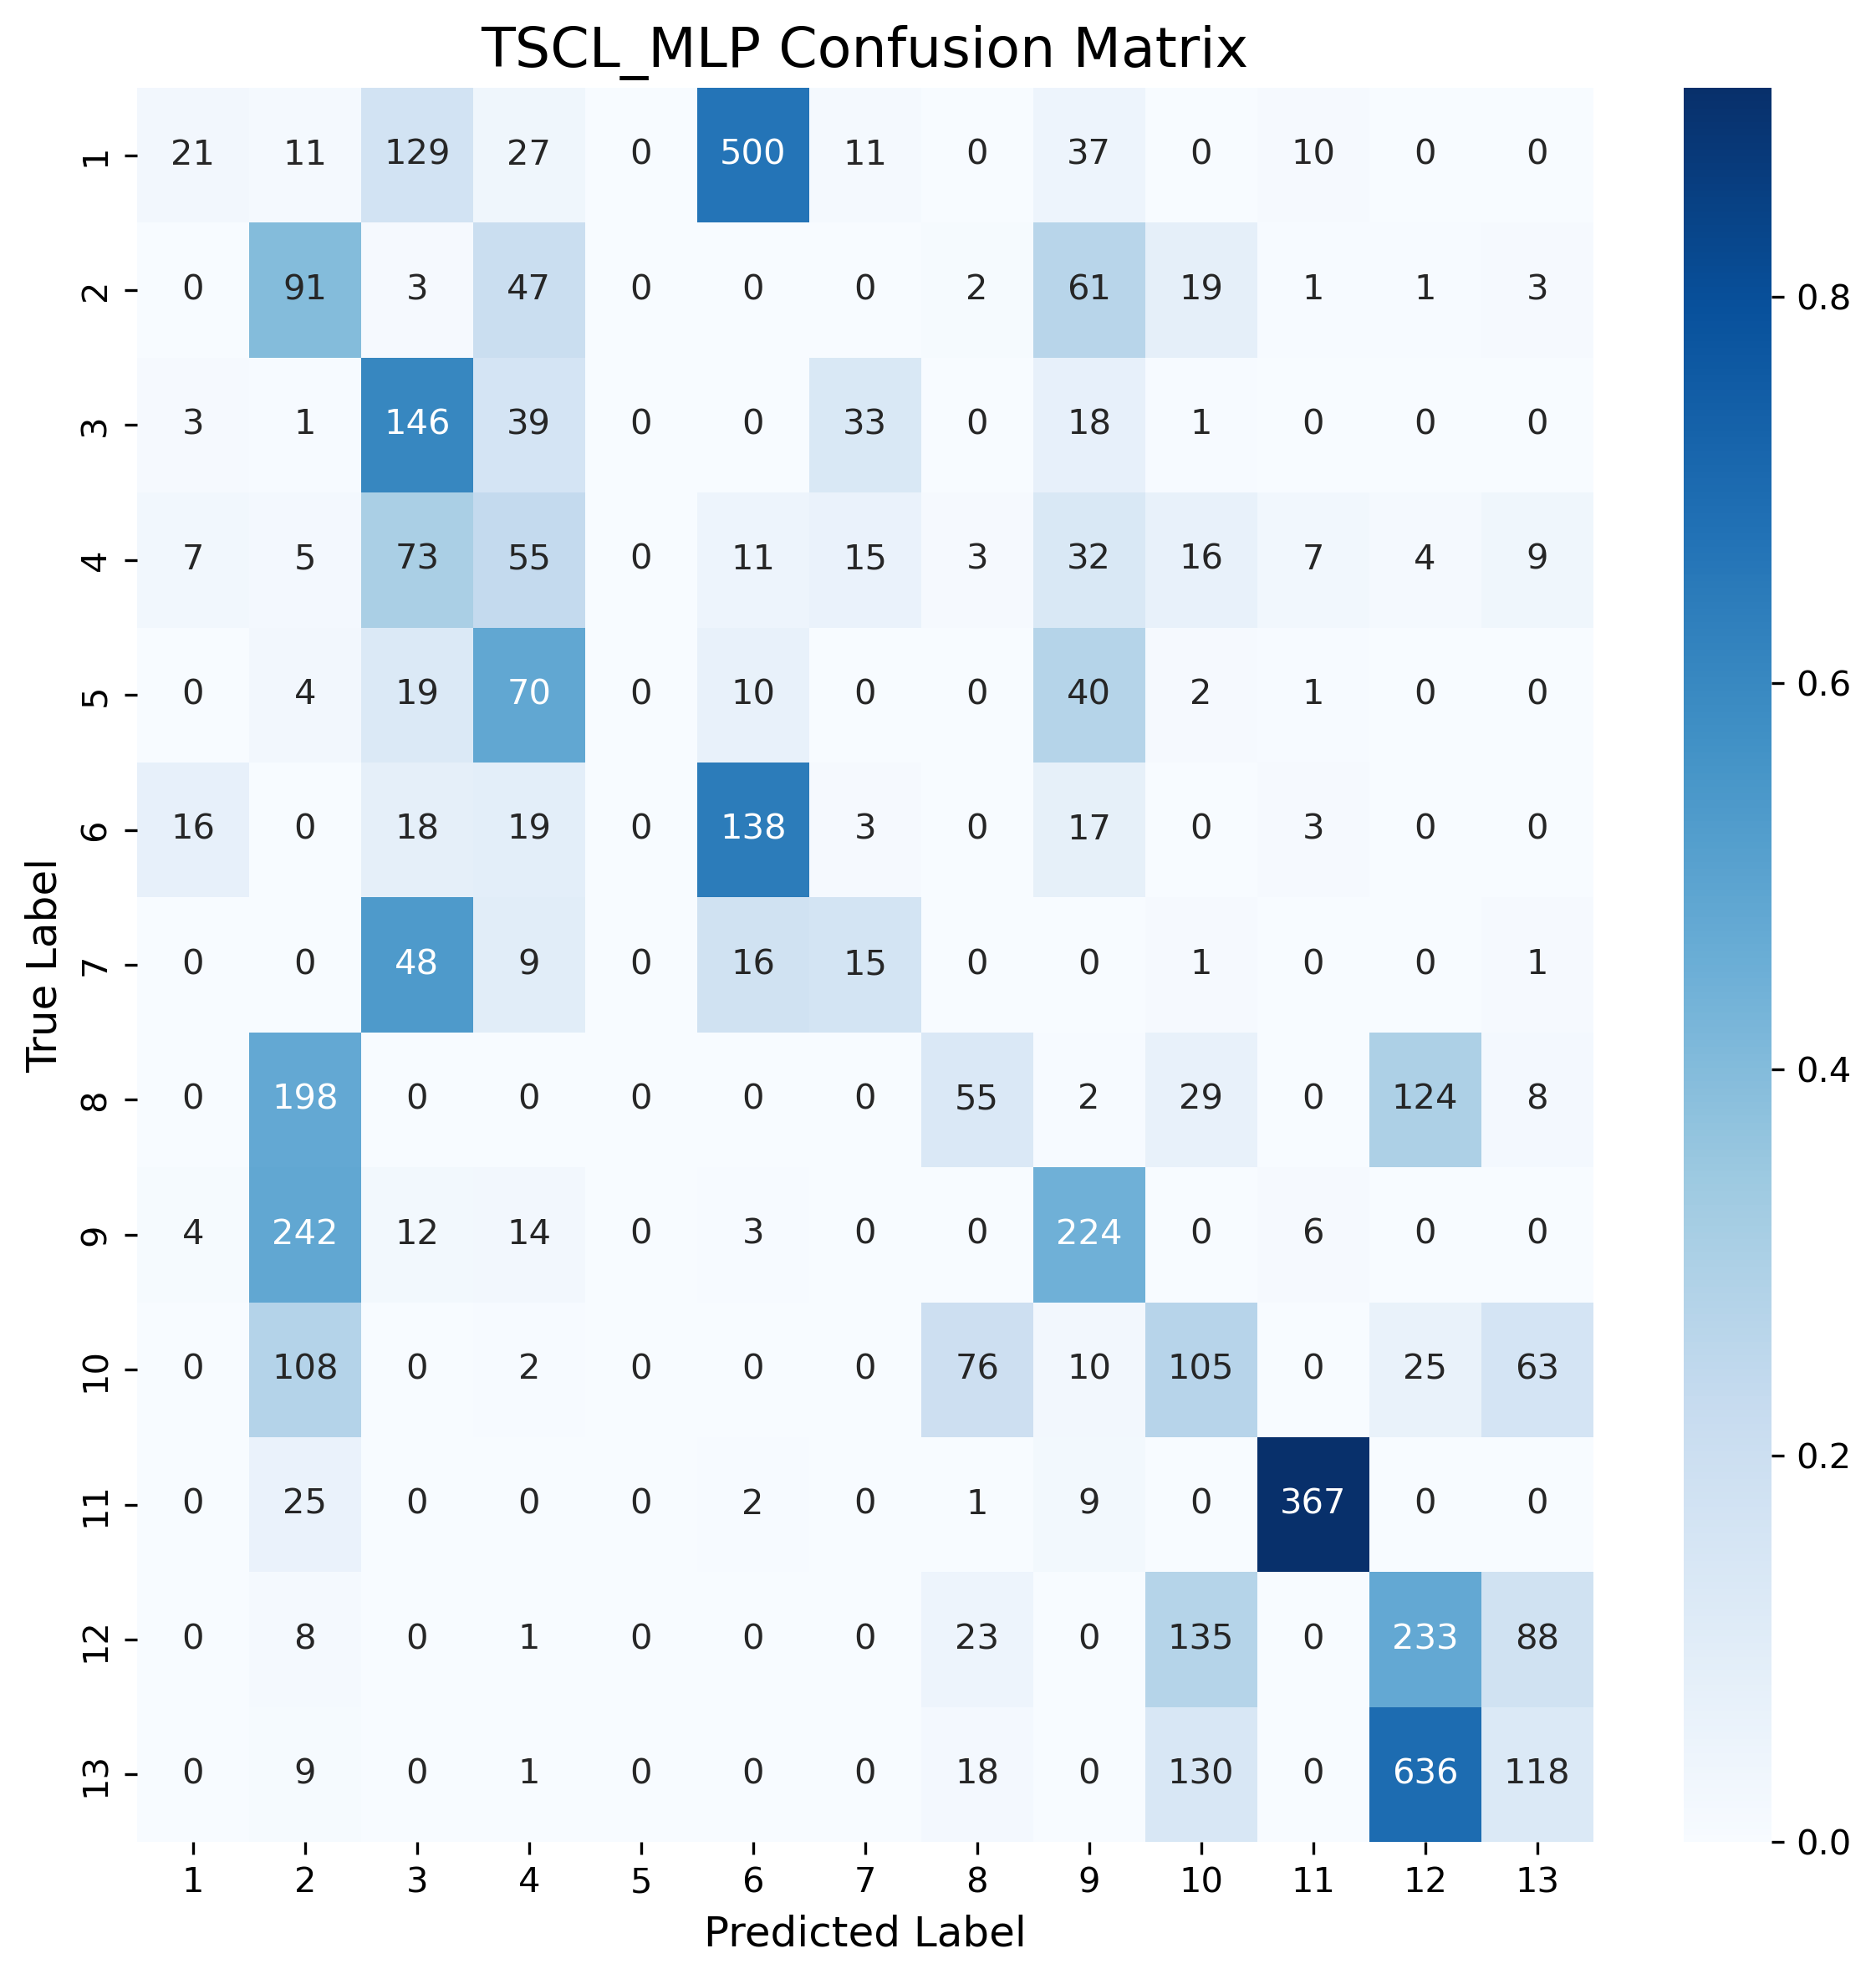 TSCL_MLP Confusion Matrix
1 21 11 129 27 0 500 11 0 37 0 10 0 0
2 0 91 3 47 0 0 0 2 61 19 1 1 3
3 3 1 146 39 0 0 33 0 18 1 0 0 0
4 7 5 73 55 0 11 15 3 32 16 7 4 9
5 0 4 19 70 0 10 0 0 40 2 1 0 0
6 16 0 18 19 0 138 3 0 17 0 3 0 0
7 0 0 48 9 0 16 15 0 0 1 0 0 1
8 0 198 0 0 0 0 0 55 2 29 0 124 8
9 4 242 12 14 0 3 0 0 224 0 6 0 0
10 0 108 0 2 0 0 0 76 10 105 0 25 63
11 0 25 0 0 0 2 0 1 9 0 367 0 0
12 0 8 0 1 0 0 0 23 0 135 0 233 88
13 0 9 0 1 0 0 0 18 0 130 0 636 118
1 2 3 4 5 6 7 8 9 10 11 12 13
Predicted Label
True Label
0.8
0.6
0.4
0.2
0.0